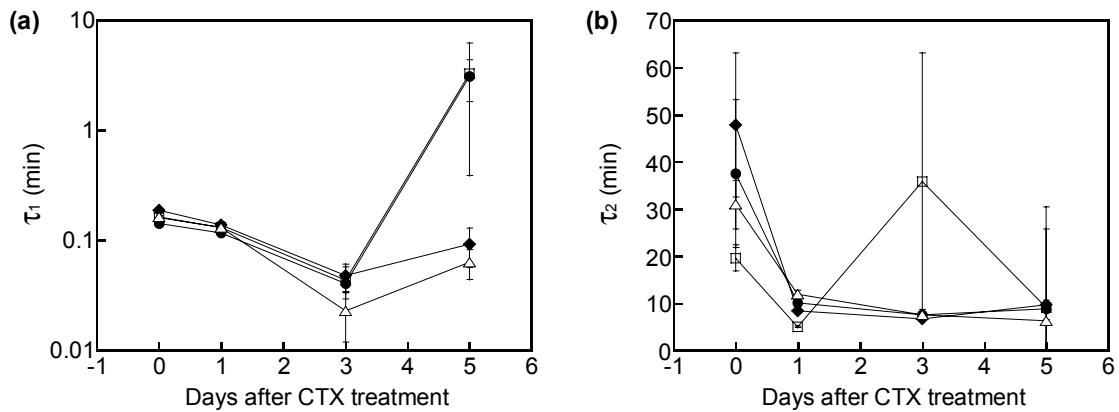 (a)
10
1
0.1
0.01
τ1 (min)
-1 0 1 2 3 4 5 6
Days after CTX treatment
(b)
70
60
50
40
30
20
10
0
τ2 (min)
-1 0 1 2 3 4 5 6
Days after CTX treatment